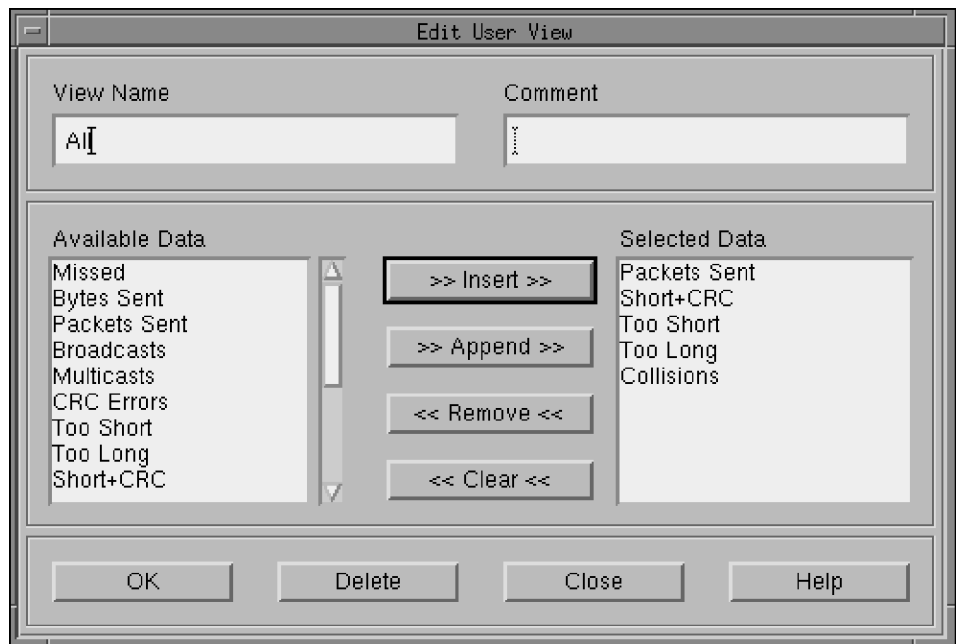 Edit User View
View Name
Comment
All
Available Data
Missed
Bytes Sent
Packets Sent
Broadcasts
Multicasts
CRC Errors
Too Short
Too Long
Short+CRC
>> Insert >>
>> Append >>
<< Remove <<
<< Clear <<
Selected Data
Packets Sent
Short+CRC
Too Short
Too Long
Collisions
OK
Delete
Close
Help